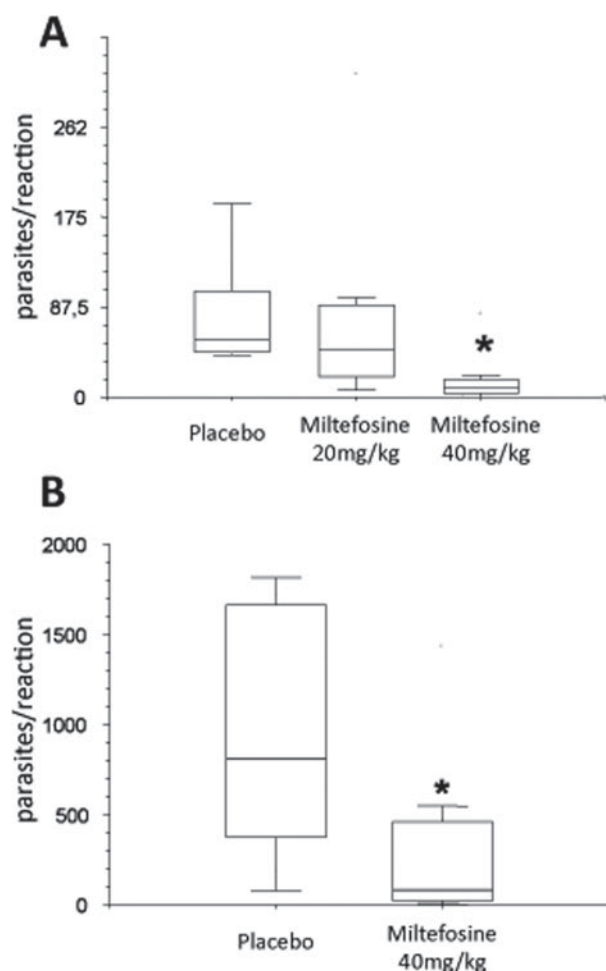 A
parasites/reaction
262
175
87,5
0
*
Placebo
Miltefosine
20mg/kg
Miltefosine
40mg/kg
B
parasites/reaction
2000
1500
1000
500
0
*
Placebo
Miltefosine
40mg/kg